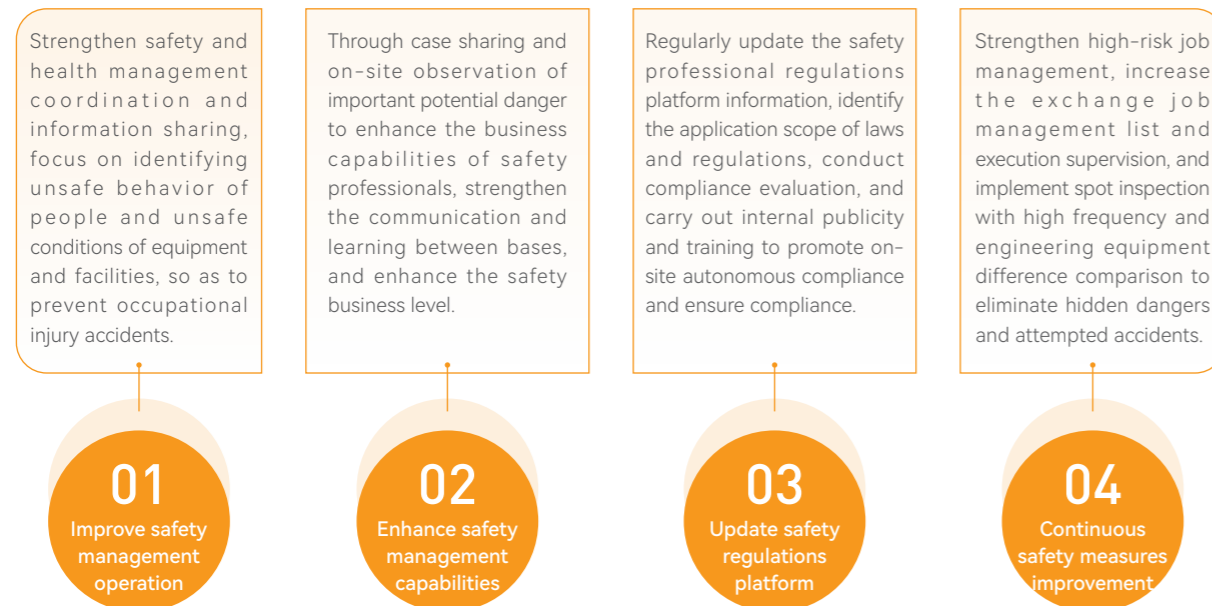 Strengthen safety and
health management
coordination and
information sharing,
focus on identifying
unsafe behavior of
people and unsafe
conditions of equipment
and facilities, so as to
prevent occupational
injury accidents.
01
Improve safety
management
operation
Through case sharing and
on-site observation of
important potential danger
to enhance the business
capabilities of safety
professionals, strengthen
the communication and
learning between bases,
and enhance the safety
business level.
02
Enhance safety
management
capabilities
Regularly update the safety
professional regulations
platform information, identify
the application scope of laws
and regulations, conduct
compliance evaluation, and
carry out internal publicity
and training to promote on-
site autonomous compliance
and ensure compliance.
03
Update safety
regulations
platform
Strengthen high-risk job
management, increase
the exchange job
management list and
execution supervision, and
implement spot inspection
with high frequency and
engineering equipment
difference comparison to
eliminate hidden dangers
and attempted accidents.
04
Continuous
safety measures
improvement